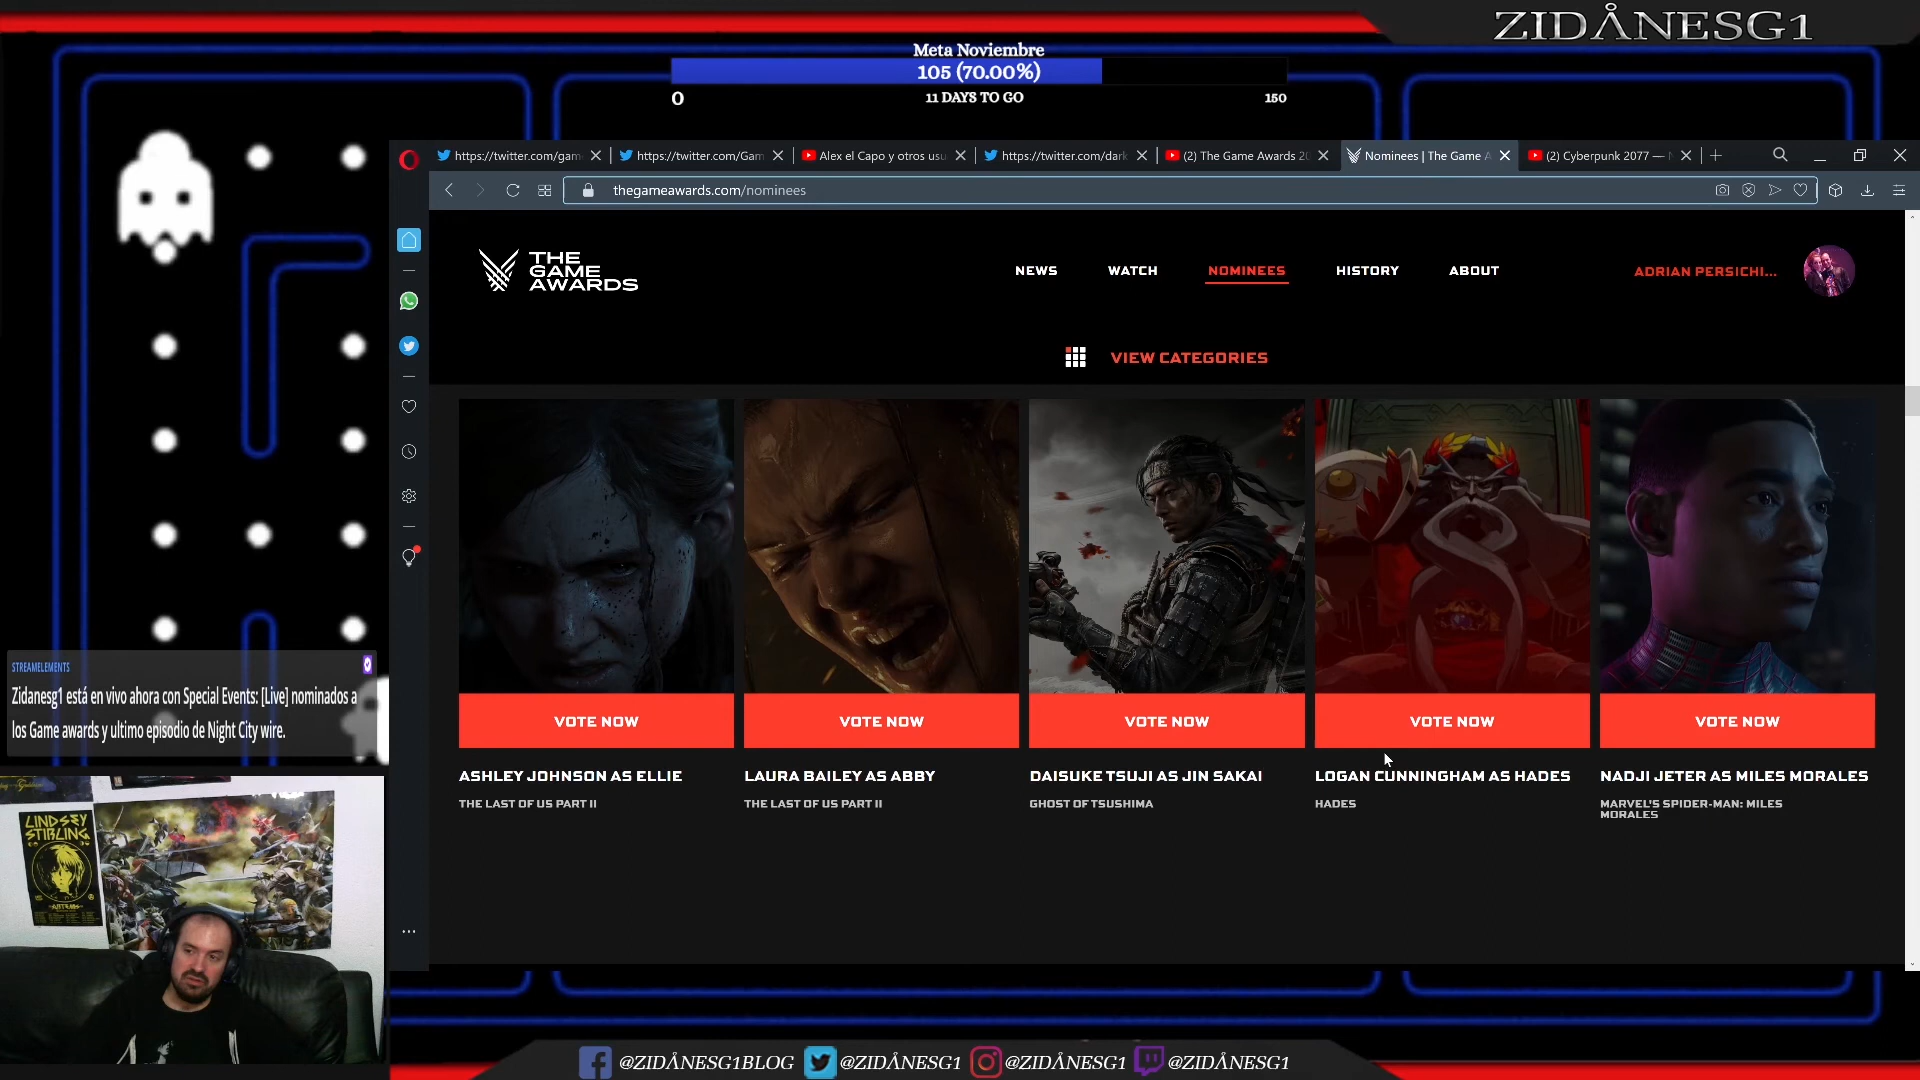 ZIDÅNESG1
Meta Noviembre
105 (70.00%)
0
11 DAYS TO GO
150
https://twitter.com/gam
https://twitter.com/Gam
Alex el Capo y otros usu
https://twitter.com/dark
(2) The Game Awards 20
Nominees | The Game A
(2) Cyberpunk 2077 —
thegameawards.com/nominees
THE
GAME
AWARDS
NEWS
WATCH
NOMINEES
HISTORY
ABOUT
ADRIAN PERSICHI...
VIEW CATEGORIES
VOTE NOW
VOTE NOW
VOTE NOW
VOTE NOW
VOTE NOW
ASHLEY JOHNSON AS ELLIE
THE LAST OF US PART II
LAURA BAILEY AS ABBY
THE LAST OF US PART II
DAISUKE TSUJI AS JIN SAKAI
GHOST OF TSUSHIMA
LOGAN CUNNINGHAM AS HADES
HADES
NADJI JETER AS MILES MORALES
MARVEL'S SPIDER-MAN: MILES
MORALES
STREAMELEMENTS
Zidanesg1 está en vivo ahora con Special Events: [Live] nominados a
los Game awards y ultimo episodio de Night City wire.
LINDSEY
STIRLING
@ZIDÅNESG1BLOG
@ZIDÅNESG1
@ZIDÅNESG1
@ZIDÅNESG1